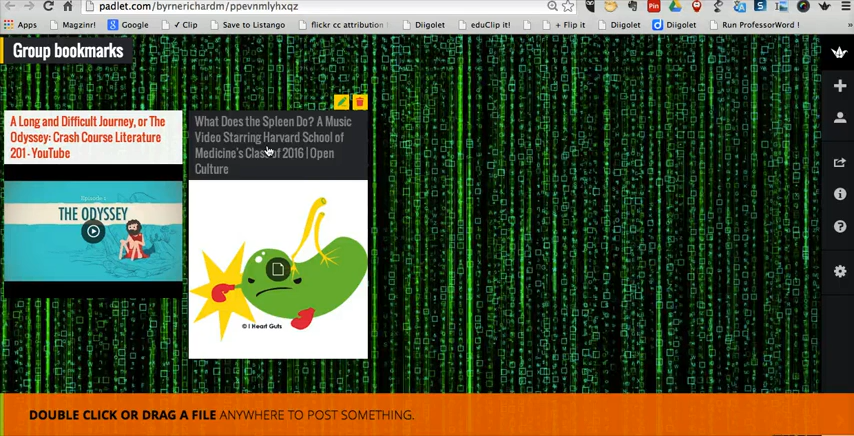 padlet.com/byrnerichardm/ppevnmlyhxqz
Apps Magzinr! Google ✓ Clip Save to Listango flickr cc attribution Diigolet eduClip it! + Flip it Diigolet Diigolet Run ProfessorWord ! »
Group bookmarks
A Long and Difficult Journey, or The
Odyssey: Crash Course Literature
201 - YouTube
Episode 1
THE ODYSSEY
What Does the Spleen Do? A Music
Video Starring Harvard School of
Medicine's Class of 2016 | Open
Culture
© I Heart Guts
DOUBLE CLICK OR DRAG A FILE ANYWHERE TO POST SOMETHING.